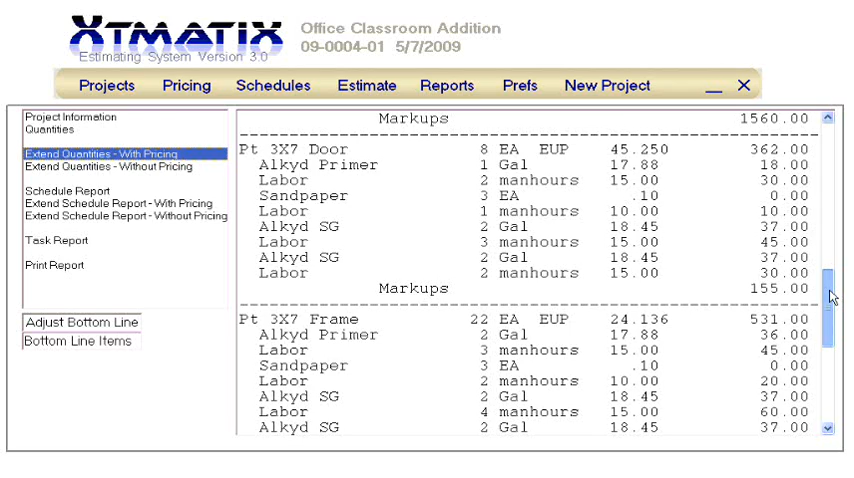 XTMATIX
Estimating System Version 3.0
Office Classroom Addition
09-0004-01 5/7/2009
Projects Pricing Schedules Estimate Reports Prefs New Project __ X
Project Information
Quantities
Extend Quantities - With Pricing
Extend Quantities - Without Pricing
Schedule Report
Extend Schedule Report - With Pricing
Extend Schedule Report - Without Pricing
Task Report
Print Report
Adjust Bottom Line
Bottom Line Items
Markups 1560.00
Pt 3X7 Door 8 EA EUP 45.250 362.00
Alkyd Primer 1 Gal 17.88 18.00
Labor 2 manhours 15.00 30.00
Sandpaper 3 EA .10 0.00
Labor 1 manhours 10.00 10.00
Alkyd SG 2 Gal 18.45 37.00
Labor 3 manhours 15.00 45.00
Alkyd SG 2 Gal 18.45 37.00
Labor 2 manhours 15.00 30.00
Markups 155.00
Pt 3X7 Frame 22 EA EUP 24.136 531.00
Alkyd Primer 2 Gal 17.88 36.00
Labor 3 manhours 15.00 45.00
Sandpaper 3 EA .10 0.00
Labor 2 manhours 10.00 20.00
Alkyd SG 2 Gal 18.45 37.00
Labor 4 manhours 15.00 60.00
Alkyd SG 2 Gal 18.45 37.00